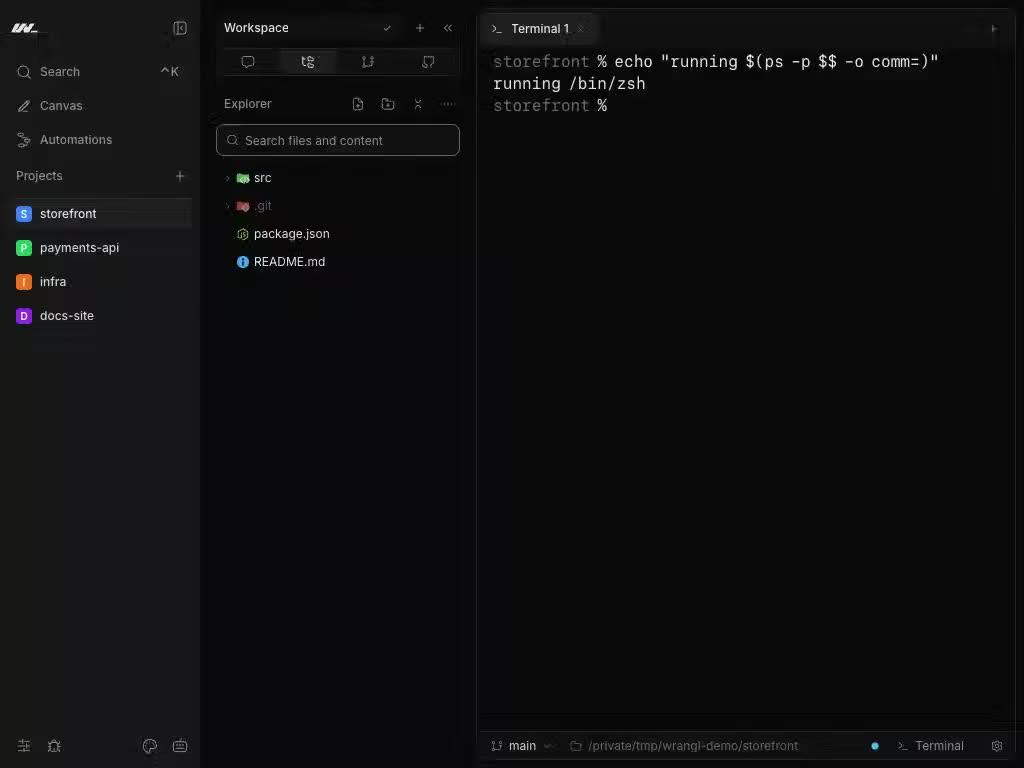 Search ^K
Canvas
Automations
Projects
S storefront
P payments-api
I infra
D docs-site
Workspace
Explorer
Search files and content
src
.git
package.json
README.md
Terminal 1
storefront % echo "running $(ps -p $$ -o comm=)"
running /bin/zsh
storefront %
main /private/tmp/wrangl-demo/storefront Terminal